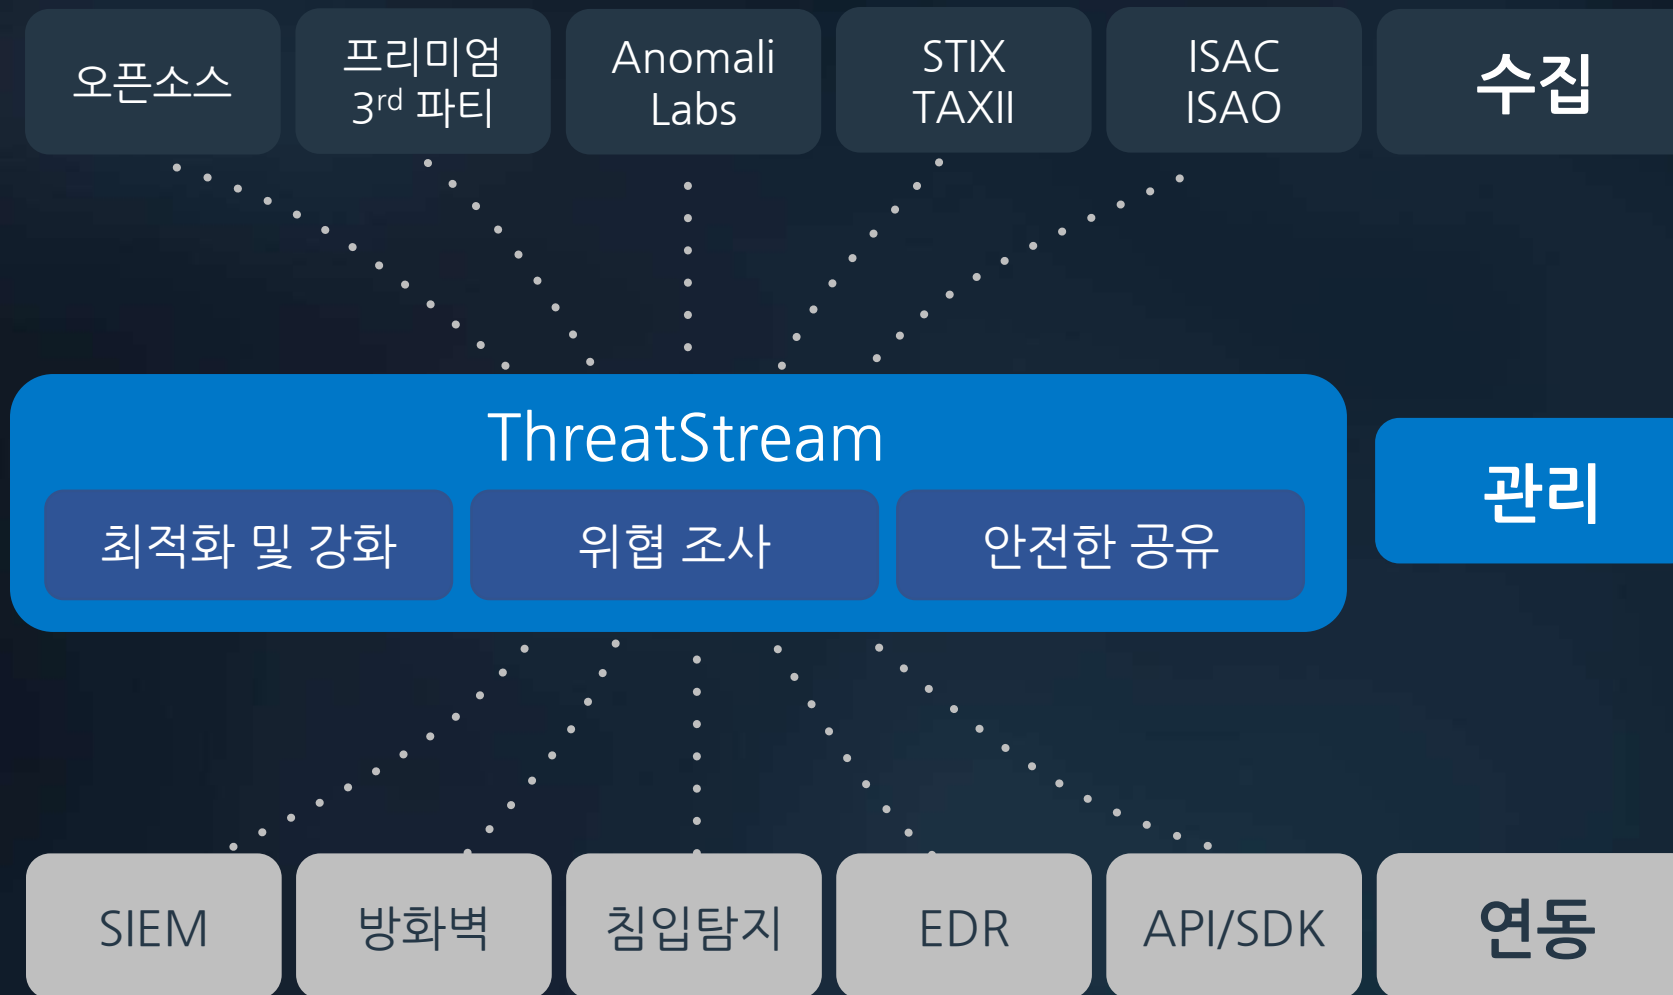 오픈소스
프리미엄
3rd 파티
Anomali
Labs
STIX
TAXII
ISAC
ISAO
수집
ThreatStream
관리
최적화 및 강화
위협 조사
안전한 공유
SIEM
방화벽
침입탐지
EDR
API/SDK
연동